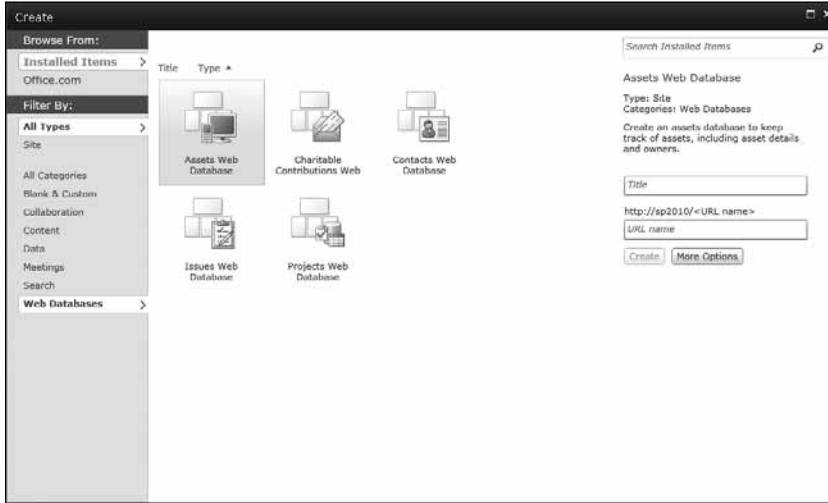 Create
Browse From:
Installed Items
Office.com
Filter By:
All Types
Site
All Categories
Blank & Custom
Collaboration
Content
Data
Meetings
Search
Web Databases
Title Type
Assets Web
Database
Charitable
Contributions Web
Contacts Web
Database
Issues Web
Database
Projects Web
Database
Search Installed Items
Assets Web Database
Type: Site
Categories: Web Databases
Create an assets database to keep
track of assets, including asset details
and owners.
Title
http://sp2010/<URL name>
URL name
Create More Options